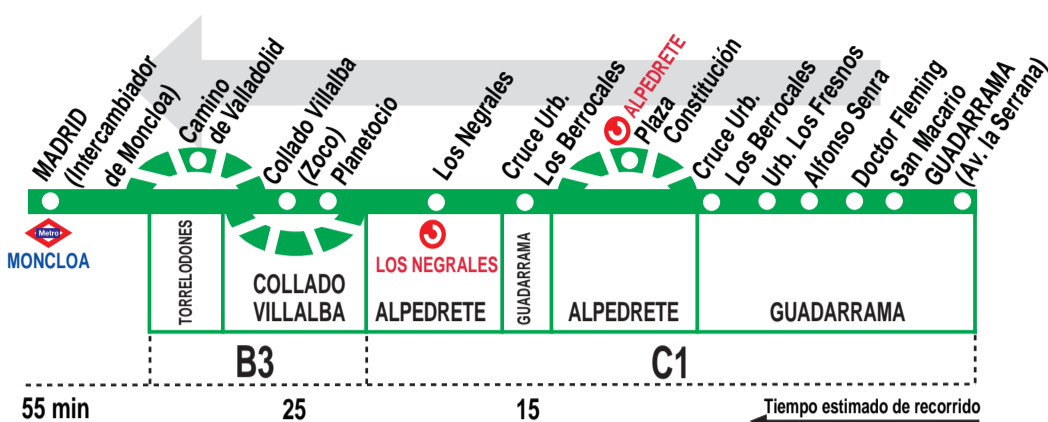 MADRID
(Intercambiador
de Moncloa)
Camino
de Valladolid
Collado Villalba
(Zoco)
Planetocio
Los Negrales
Cruce Urb.
Los Berrocales
ALPEDRETE
Plaza
Constitución
Cruce Urb.
Los Berrocales
Urb. Los Fresnos
Alfonso Senra
Doctor Fleming
San Macario
GUADARRAMA
(Av. la Serrana)
Metro
MONCLOA
LOS NEGRALES
TORRELODONES
COLLADO
VILLALBA
ALPEDRETE
GUADARRAMA
ALPEDRETE
GUADARRAMA
B3
C1
55 min
25
15
Tiempo estimado de recorrido